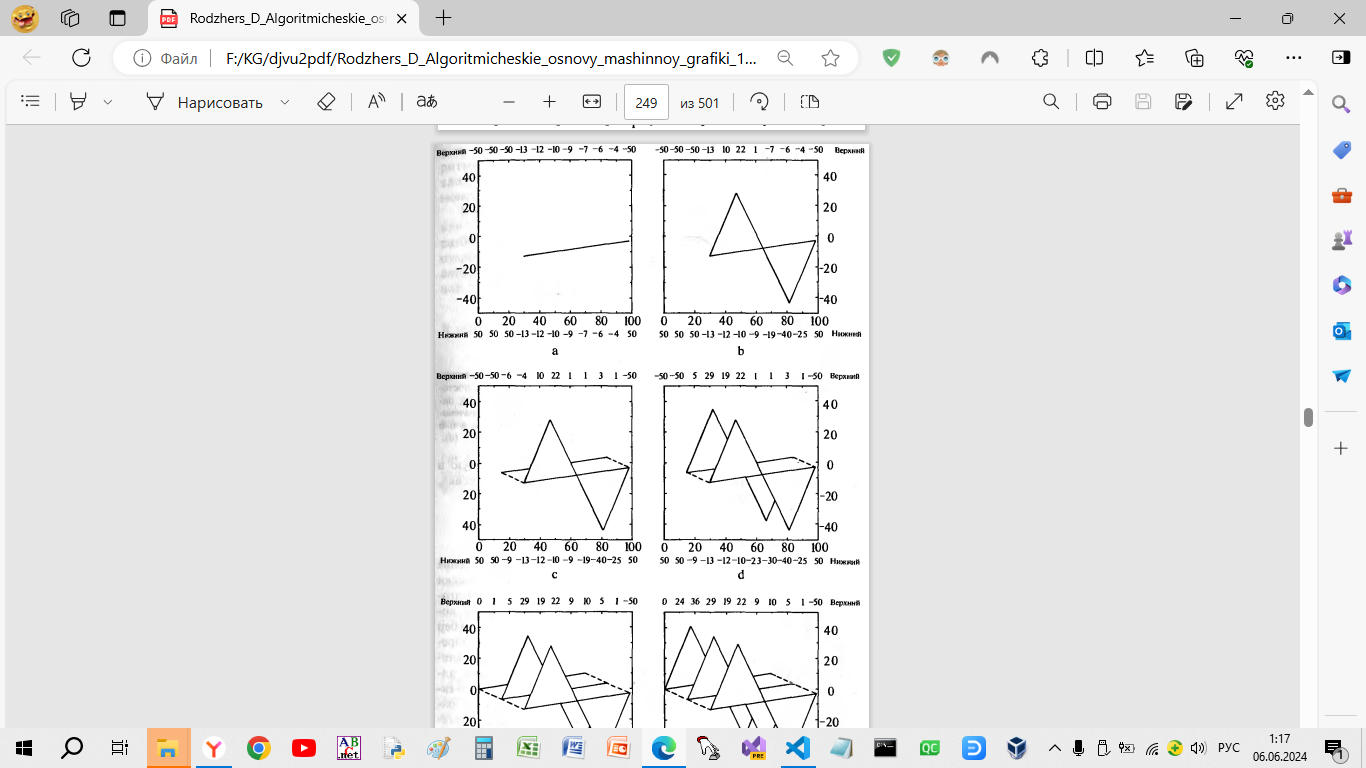 Rodzhers_D_Algoritmicheskie_os
Файл F:/KG/djvu2pdf/Rodzhers_D_Algoritmicheskie_osnovy_mashinnoy_grafiki_1...
Нарисовать аあ 249 из 501
Верхний -50 -50 -50 -13 -12 -10 -9 -7 -6 -4 -50
-50 -50 -50 -13 10 22 1 -7 -6 -4 -50 Верхний
40 40
20 20
0 0
-20 -20
-40 -40
0 20 40 60 80 100 0 20 40 60 80 100
Нижний 50 50 50 -13 -12 -10 -9 -7 -6 -4 50
50 50 50 -13 -12 -10 -9 -19 -40 -25 50 Нижний
a b
Верхний -50 -50 -6 -4 10 22 1 1 3 1 -50
-50 -50 5 29 19 22 1 1 3 1 -50 Верхний
40 40
20 20
0 0
20 -20
40 -40
0 20 40 60 80 100 0 20 40 60 80 100
Нижний 50 50 -9 -13 -12 -10 -9 -19 -40 -25 50
50 50 -9 -13 -12 -10 -23 -30 -40 -25 50 Нижний
c d
Верхний 0 1 5 29 19 22 9 10 5 1 -50
0 24 36 29 19 22 9 10 5 1 -50 Верхний
40 40
20 20
0 0
20 -20
РУС
1:17
06.06.2024